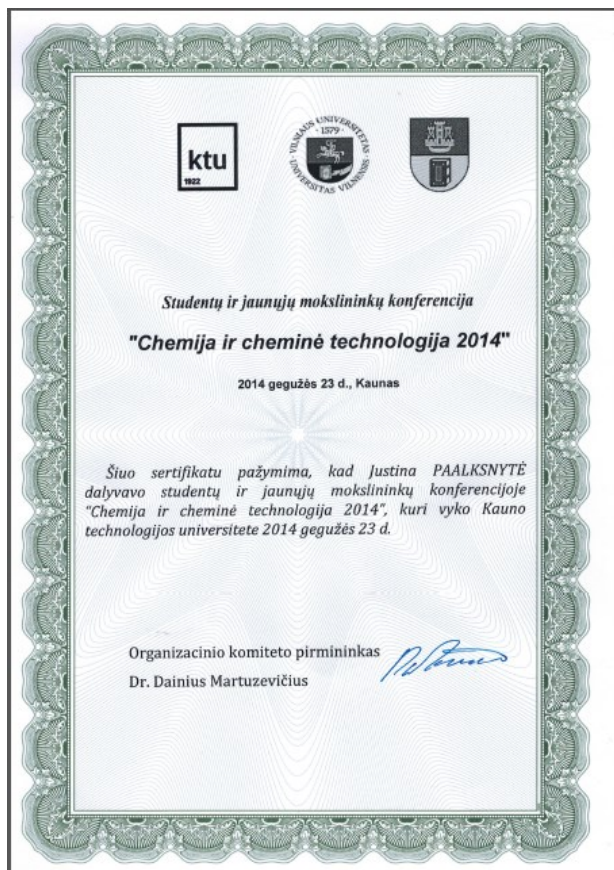 ktu
1922
VILNIAUS UNIVERSITETAS
1579
UNIVERSITAS VILNENSIS
Studentų ir jaunųjų mokslininkų konferencija
"Chemija ir cheminė technologija 2014"
2014 gegužės 23 d., Kaunas
Šiuo sertifikatu pažymima, kad Justina PAALKSNYTĖ
dalyvavo studentų ir jaunųjų mokslininkų konferencijoje
"Chemija ir cheminė technologija 2014", kuri vyko Kauno
technologijos universitete 2014 gegužės 23 d.
Organizacinio komiteto pirmininkas
Dr. Dainius Martuzevičius